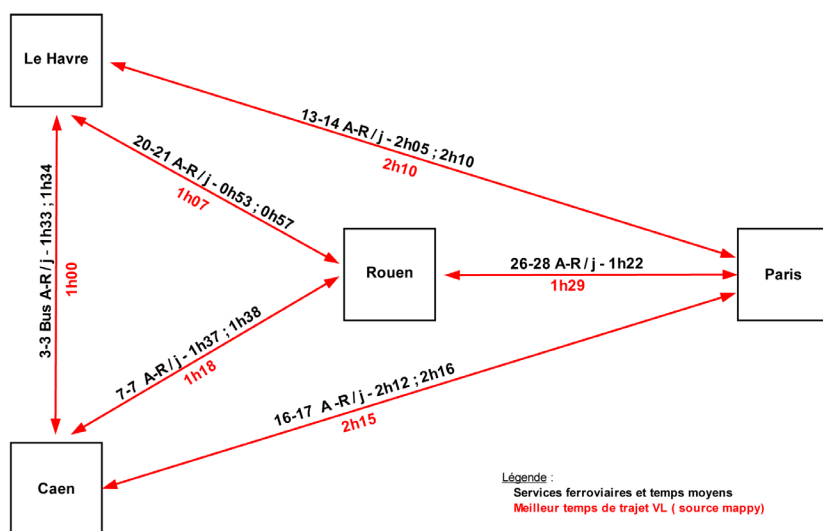 Le Havre
13-14 A-R / j - 2h05 ; 2h10
2h10
20-21 A-R / j - 0h53 ; 0h57
1h07
3-3 Bus A-R / j - 1h33 ; 1h34
1h00
Rouen
26-28 A-R / j - 1h22
1h29
Paris
7-7 A-R / j - 1h37 ; 1h38
1h18
16-17 A -R / j - 2h12 ; 2h16
2h15
Caen
Légende :
Services ferroviaires et temps moyens
Meilleur temps de trajet VL ( source mappy)